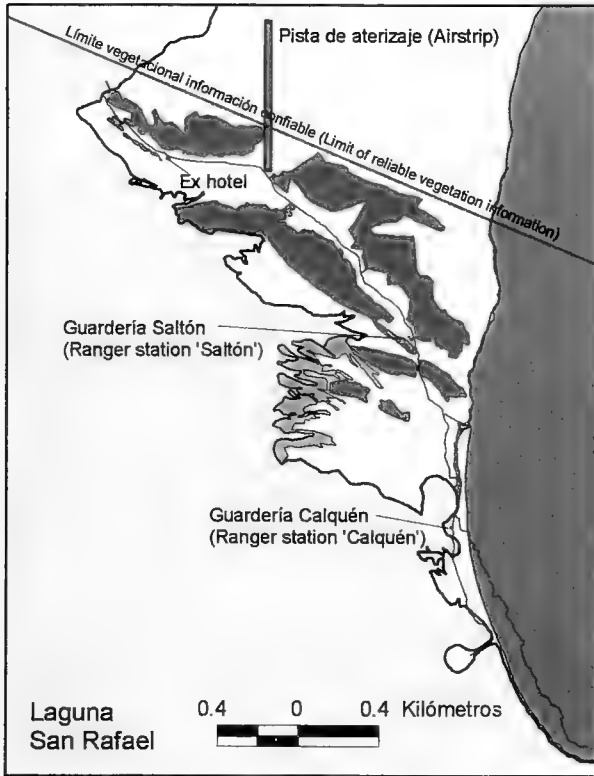 Pista de aterizaje (Airstrip)
Límite vegetacional información confiable (Limit of reliable vegetation information)
Ex hotel
Guardería Saltón
(Ranger station 'Saltón')
Guardería Calquén
(Ranger station 'Calquén')
Laguna
San Rafael
0.4 0 0.4 Kilómetros